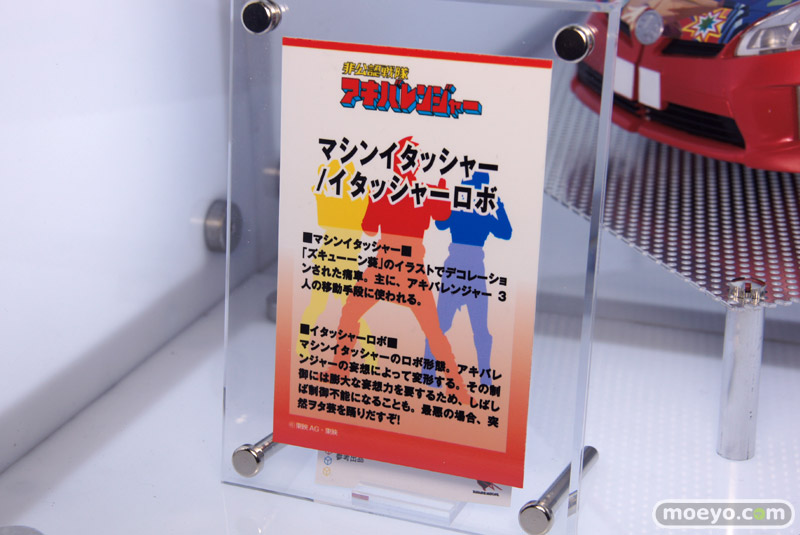 非公認戦隊
アキバレンジャー
マシンイタッシャー
/イタッシャーロボ
■マシンイタッシャー■
「ズキューーン葵」のイラストでデコレーショ
ンされた痛車。主に、アキバレンジャー 3
人の移動手段に使われる。
■イタッシャーロボ■
マシンイタッシャーのロボ形態。アキバレ
ンジャーの妄想によって変形する。その制
御には膨大な妄想力を要するため、しばし
ば制御不能になることも。最悪の場合、突
然ヲタ芸を踊りだすぞ!
© 東映 AG・東映
参考出品
moeyo.com